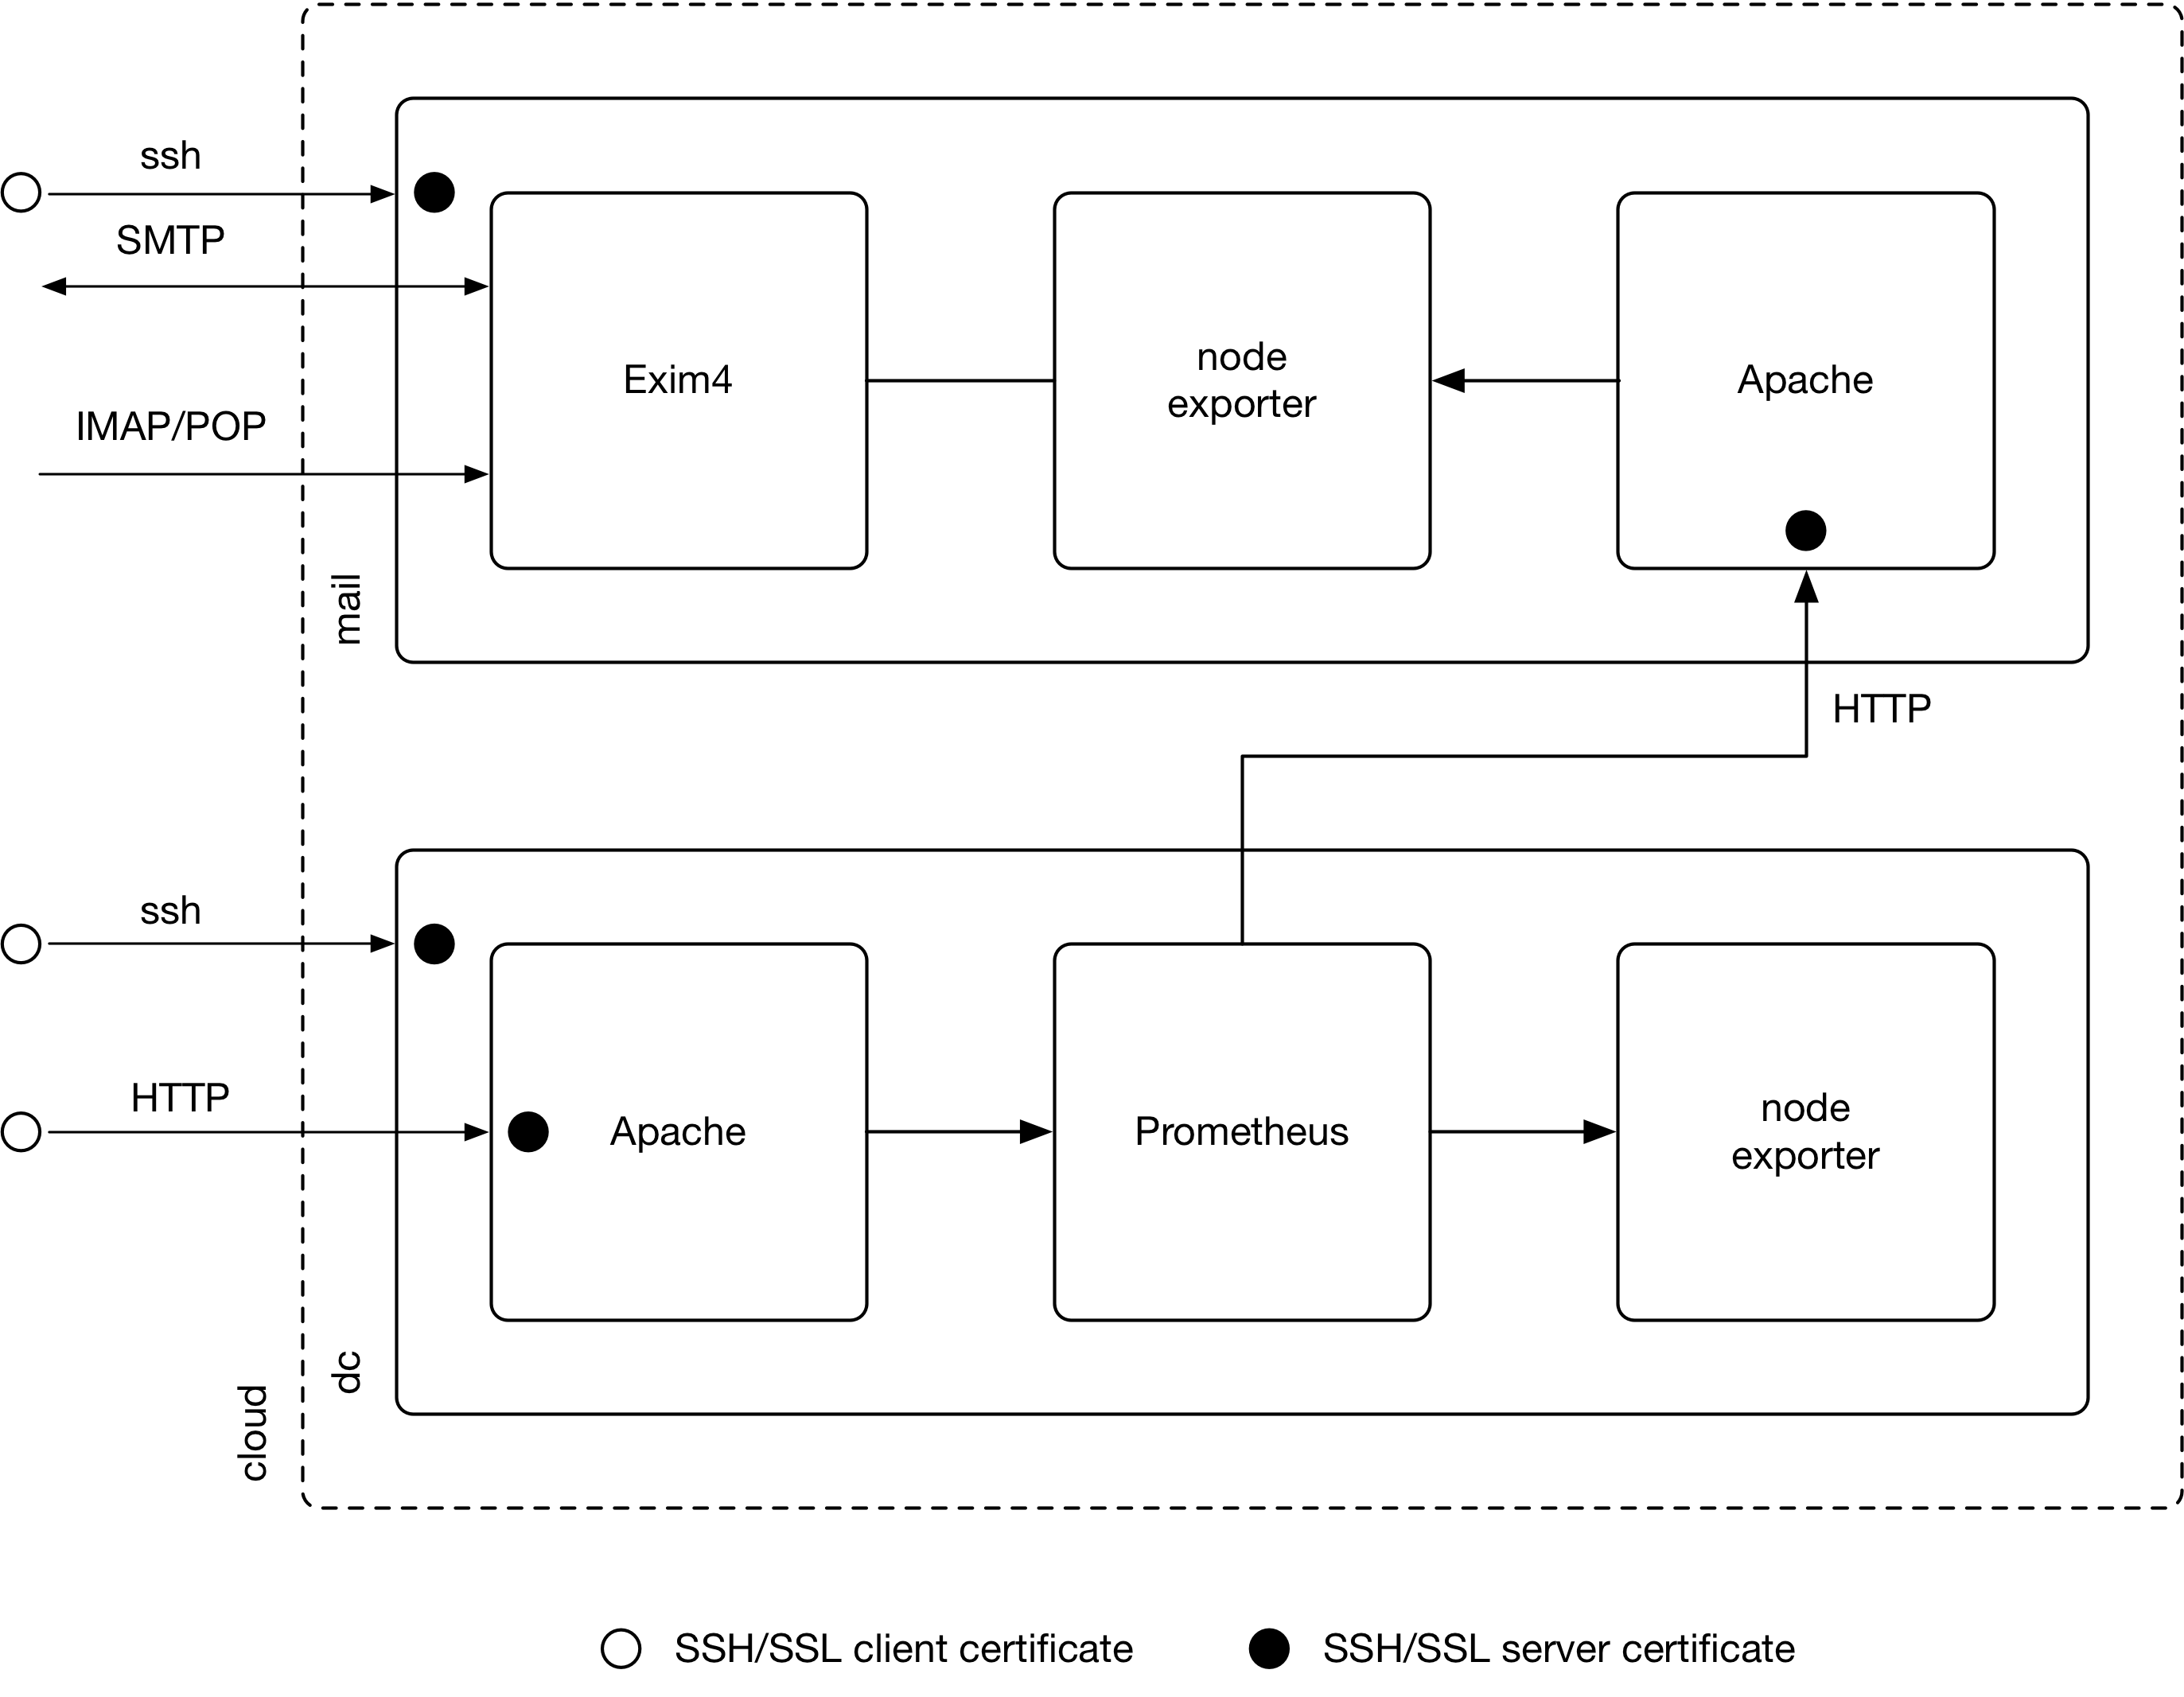 ssh
SMTP
IMAP/POP
Exim4
node
exporter
Apache
mail
HTTP
ssh
HTTP
Apache
Prometheus
node
exporter
dc
cloud
SSH/SSL client certificate
SSH/SSL server certificate